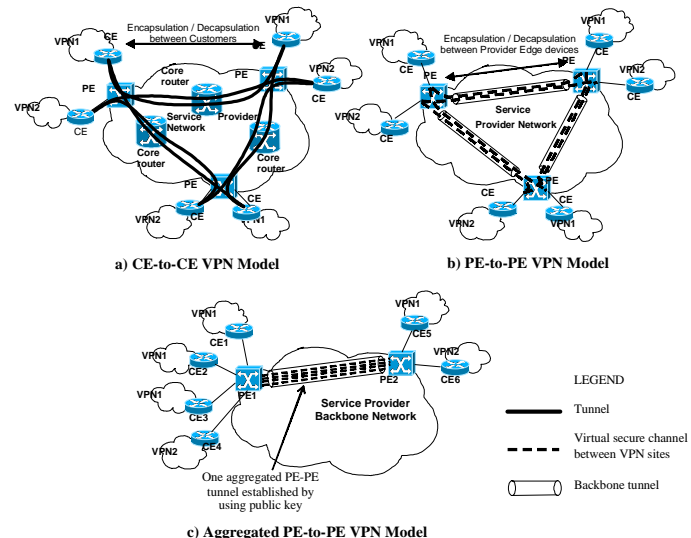 VPN1
CE
Encapsulation / Decapsulation
between Customers
VPN1
CE
PE
Core
router
PE
VPN2
CE
VPN2
CE
Service Provider
Network
Core
router
Core
router
PE
CE
VPN2
CE
VPN1
a) CE-to-CE VPN Model
VPN1
CE
Encapsulation / Decapsulation
between Provider Edge devices
VPN1
CE
PE
PE
VPN2
CE
VPN2
CE
Service
Provider Network
PE
CE
VPN2
CE
VPN1
b) PE-to-PE VPN Model
VPN1
CE1
VPN1
CE2
VPN1
CE3
VPN2
CE4
PE1
VPN1
CE5
PE2
VPN2
CE6
Service Provider
Backbone Network
One aggregated PE-PE
tunnel established by
using public key
c) Aggregated PE-to-PE VPN Model
LEGEND
Tunnel
Virtual secure channel
between VPN sites
Backbone tunnel